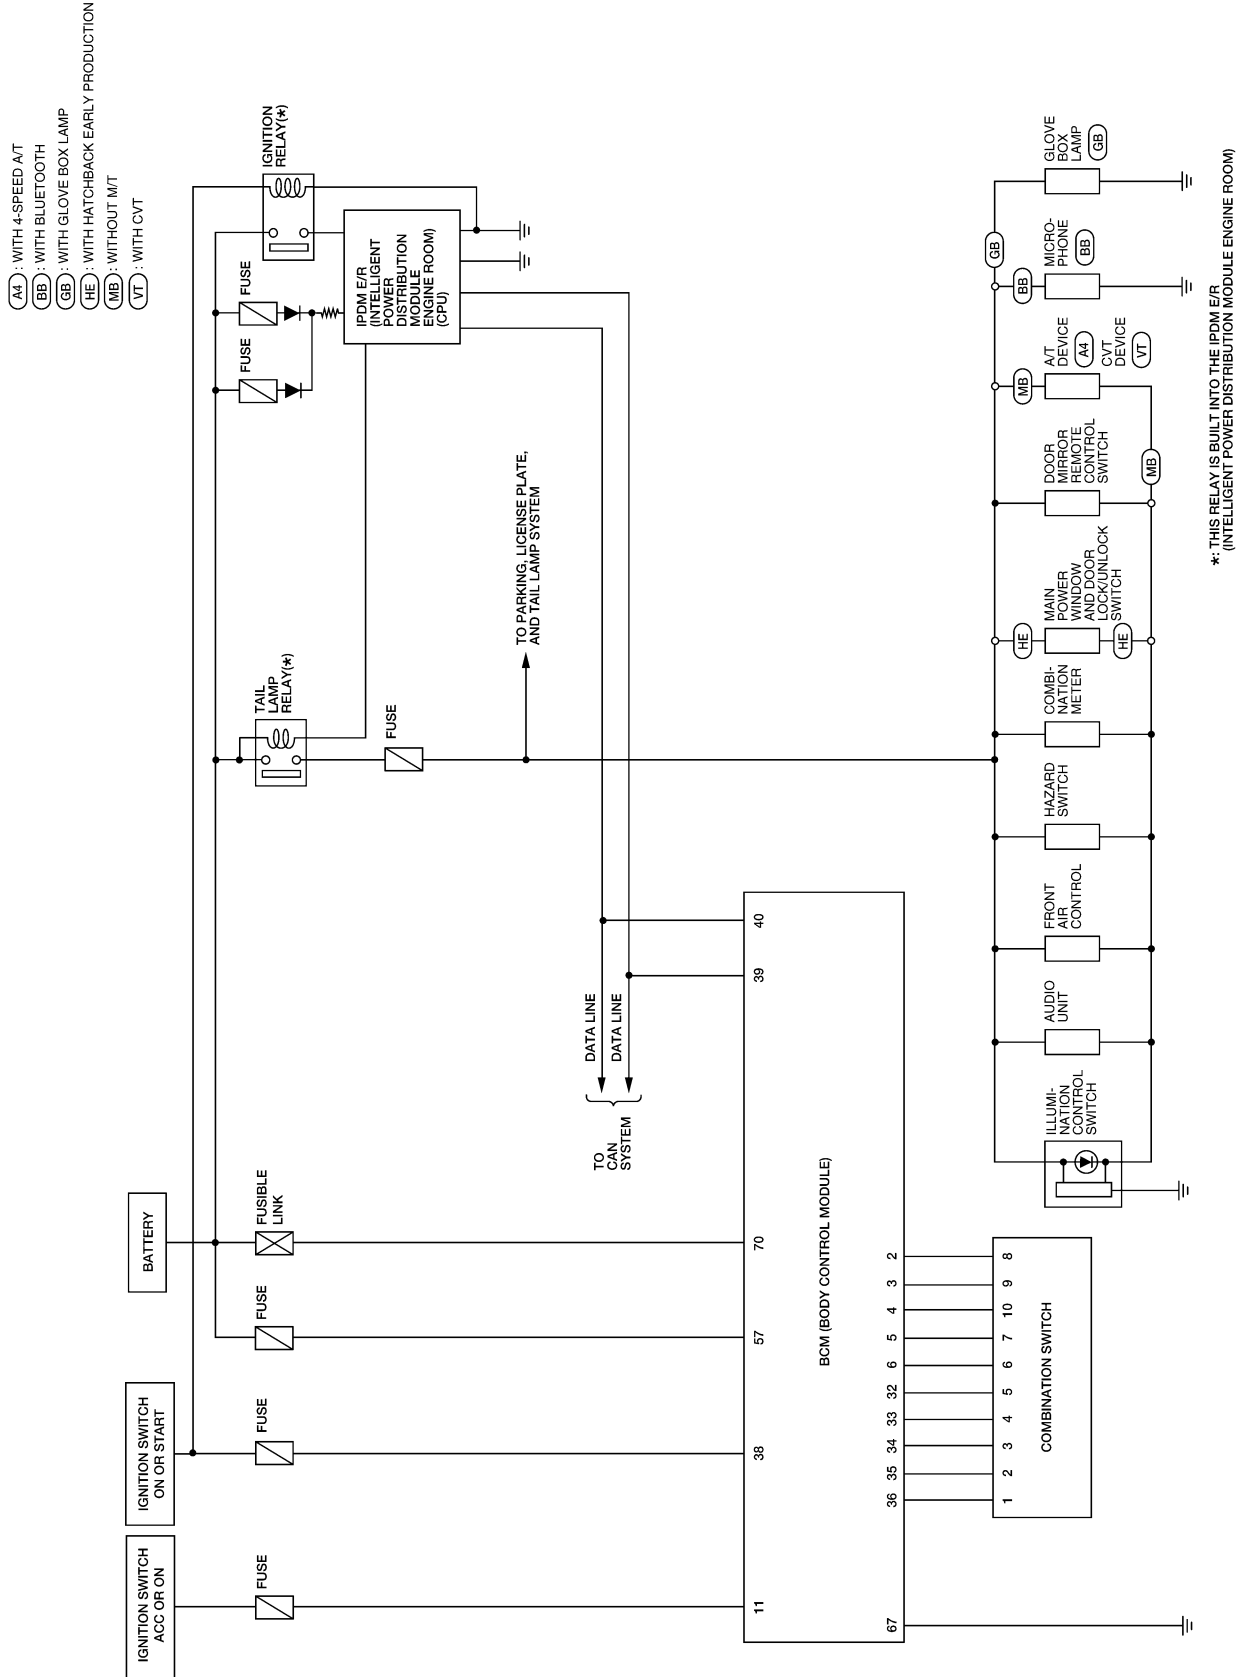 A4 : WITH 4-SPEED A/T
BB : WITH BLUETOOTH
GB : WITH GLOVE BOX LAMP
HE : WITH HATCHBACK EARLY PRODUCTION
MB : WITHOUT M/T
VT : WITH CVT
IGNITION SWITCH
ACC OR ON
IGNITION SWITCH
ON OR START
BATTERY
FUSE
FUSE
FUSE
FUSIBLE
LINK
TAIL
LAMP
RELAY(*)
FUSE
FUSE
IGNITION
RELAY(*)
IPDM E/R
(INTELLIGENT
POWER
DISTRIBUTION
MODULE
ENGINE ROOM)
(CPU)
FUSE
TO PARKING, LICENSE PLATE,
AND TAIL LAMP SYSTEM
DATA LINE
DATA LINE
TO
CAN
SYSTEM
11
38
57
70
39
40
BCM (BODY CONTROL MODULE)
67
36
35
34
33
32
6
5
4
3
2
1
2
3
4
5
6
7
10
9
8
COMBINATION SWITCH
ILLUMI-
NATION
CONTROL
SWITCH
AUDIO
UNIT
FRONT
AIR
CONTROL
HAZARD
SWITCH
COMBI-
NATION
METER
HE
MAIN
POWER
WINDOW
AND DOOR
LOCK/UNLOCK
SWITCH
HE
DOOR
MIRROR
REMOTE
CONTROL
SWITCH
MB
A/T
DEVICE
A4
CVT
DEVICE
VT
MB
BB
MICRO-
PHONE
BB
GB
GLOVE
BOX
LAMP
GB
*: THIS RELAY IS BUILT INTO THE IPDM E/R
(INTELLIGENT POWER DISTRIBUTION MODULE ENGINE ROOM)